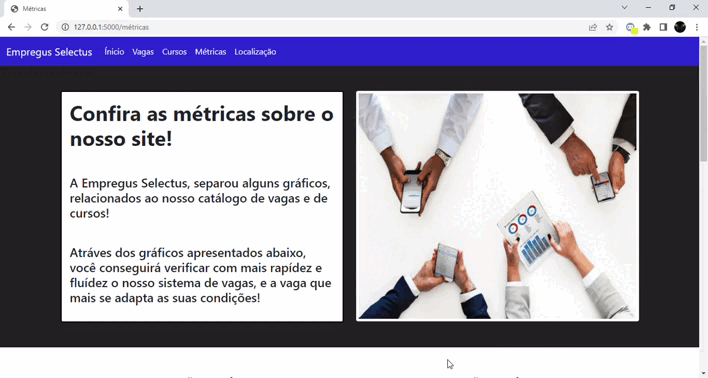 Métricas
127.0.0.1:5000/métricas
Empregus Selectus Ínicio Vagas Cursos Métricas Localização
Confira as métricas sobre o
nosso site!
A Empregus Selectus, separou alguns gráficos,
relacionados ao nosso catálogo de vagas e de
cursos!
Atráves dos gráficos apresentados abaixo,
você conseguirá verificar com mais rapídez e
fluídez o nosso sistema de vagas, e a vaga que
mais se adapta as suas condições!